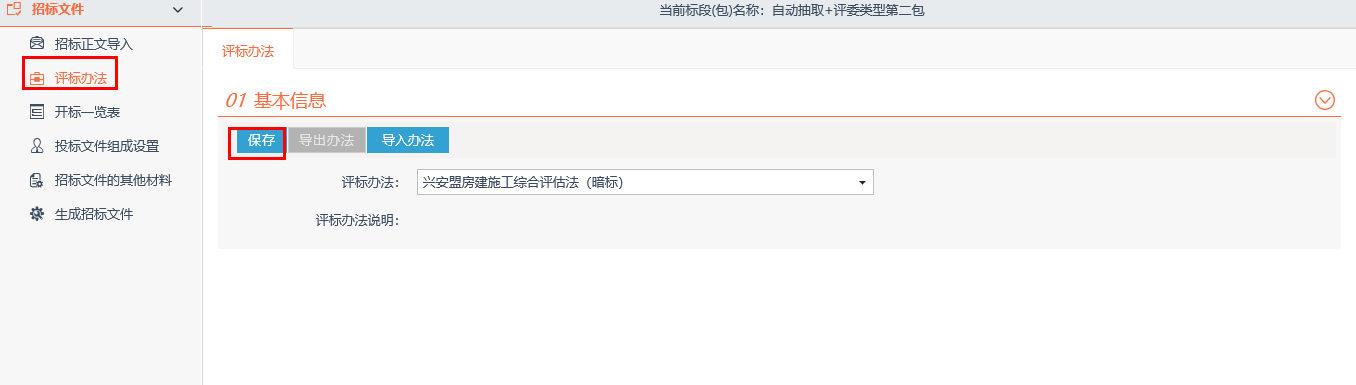 招标文件
当前标段(包)名称：自动抽取+评委类型第二包
招标正文导入
评标办法
开标一览表
投标文件组成设置
招标文件的其他材料
生成招标文件
评标办法
01 基本信息
保存 导出办法 导入办法
评标办法： 兴安盟房建施工综合评估法（暗标）
评标办法说明：